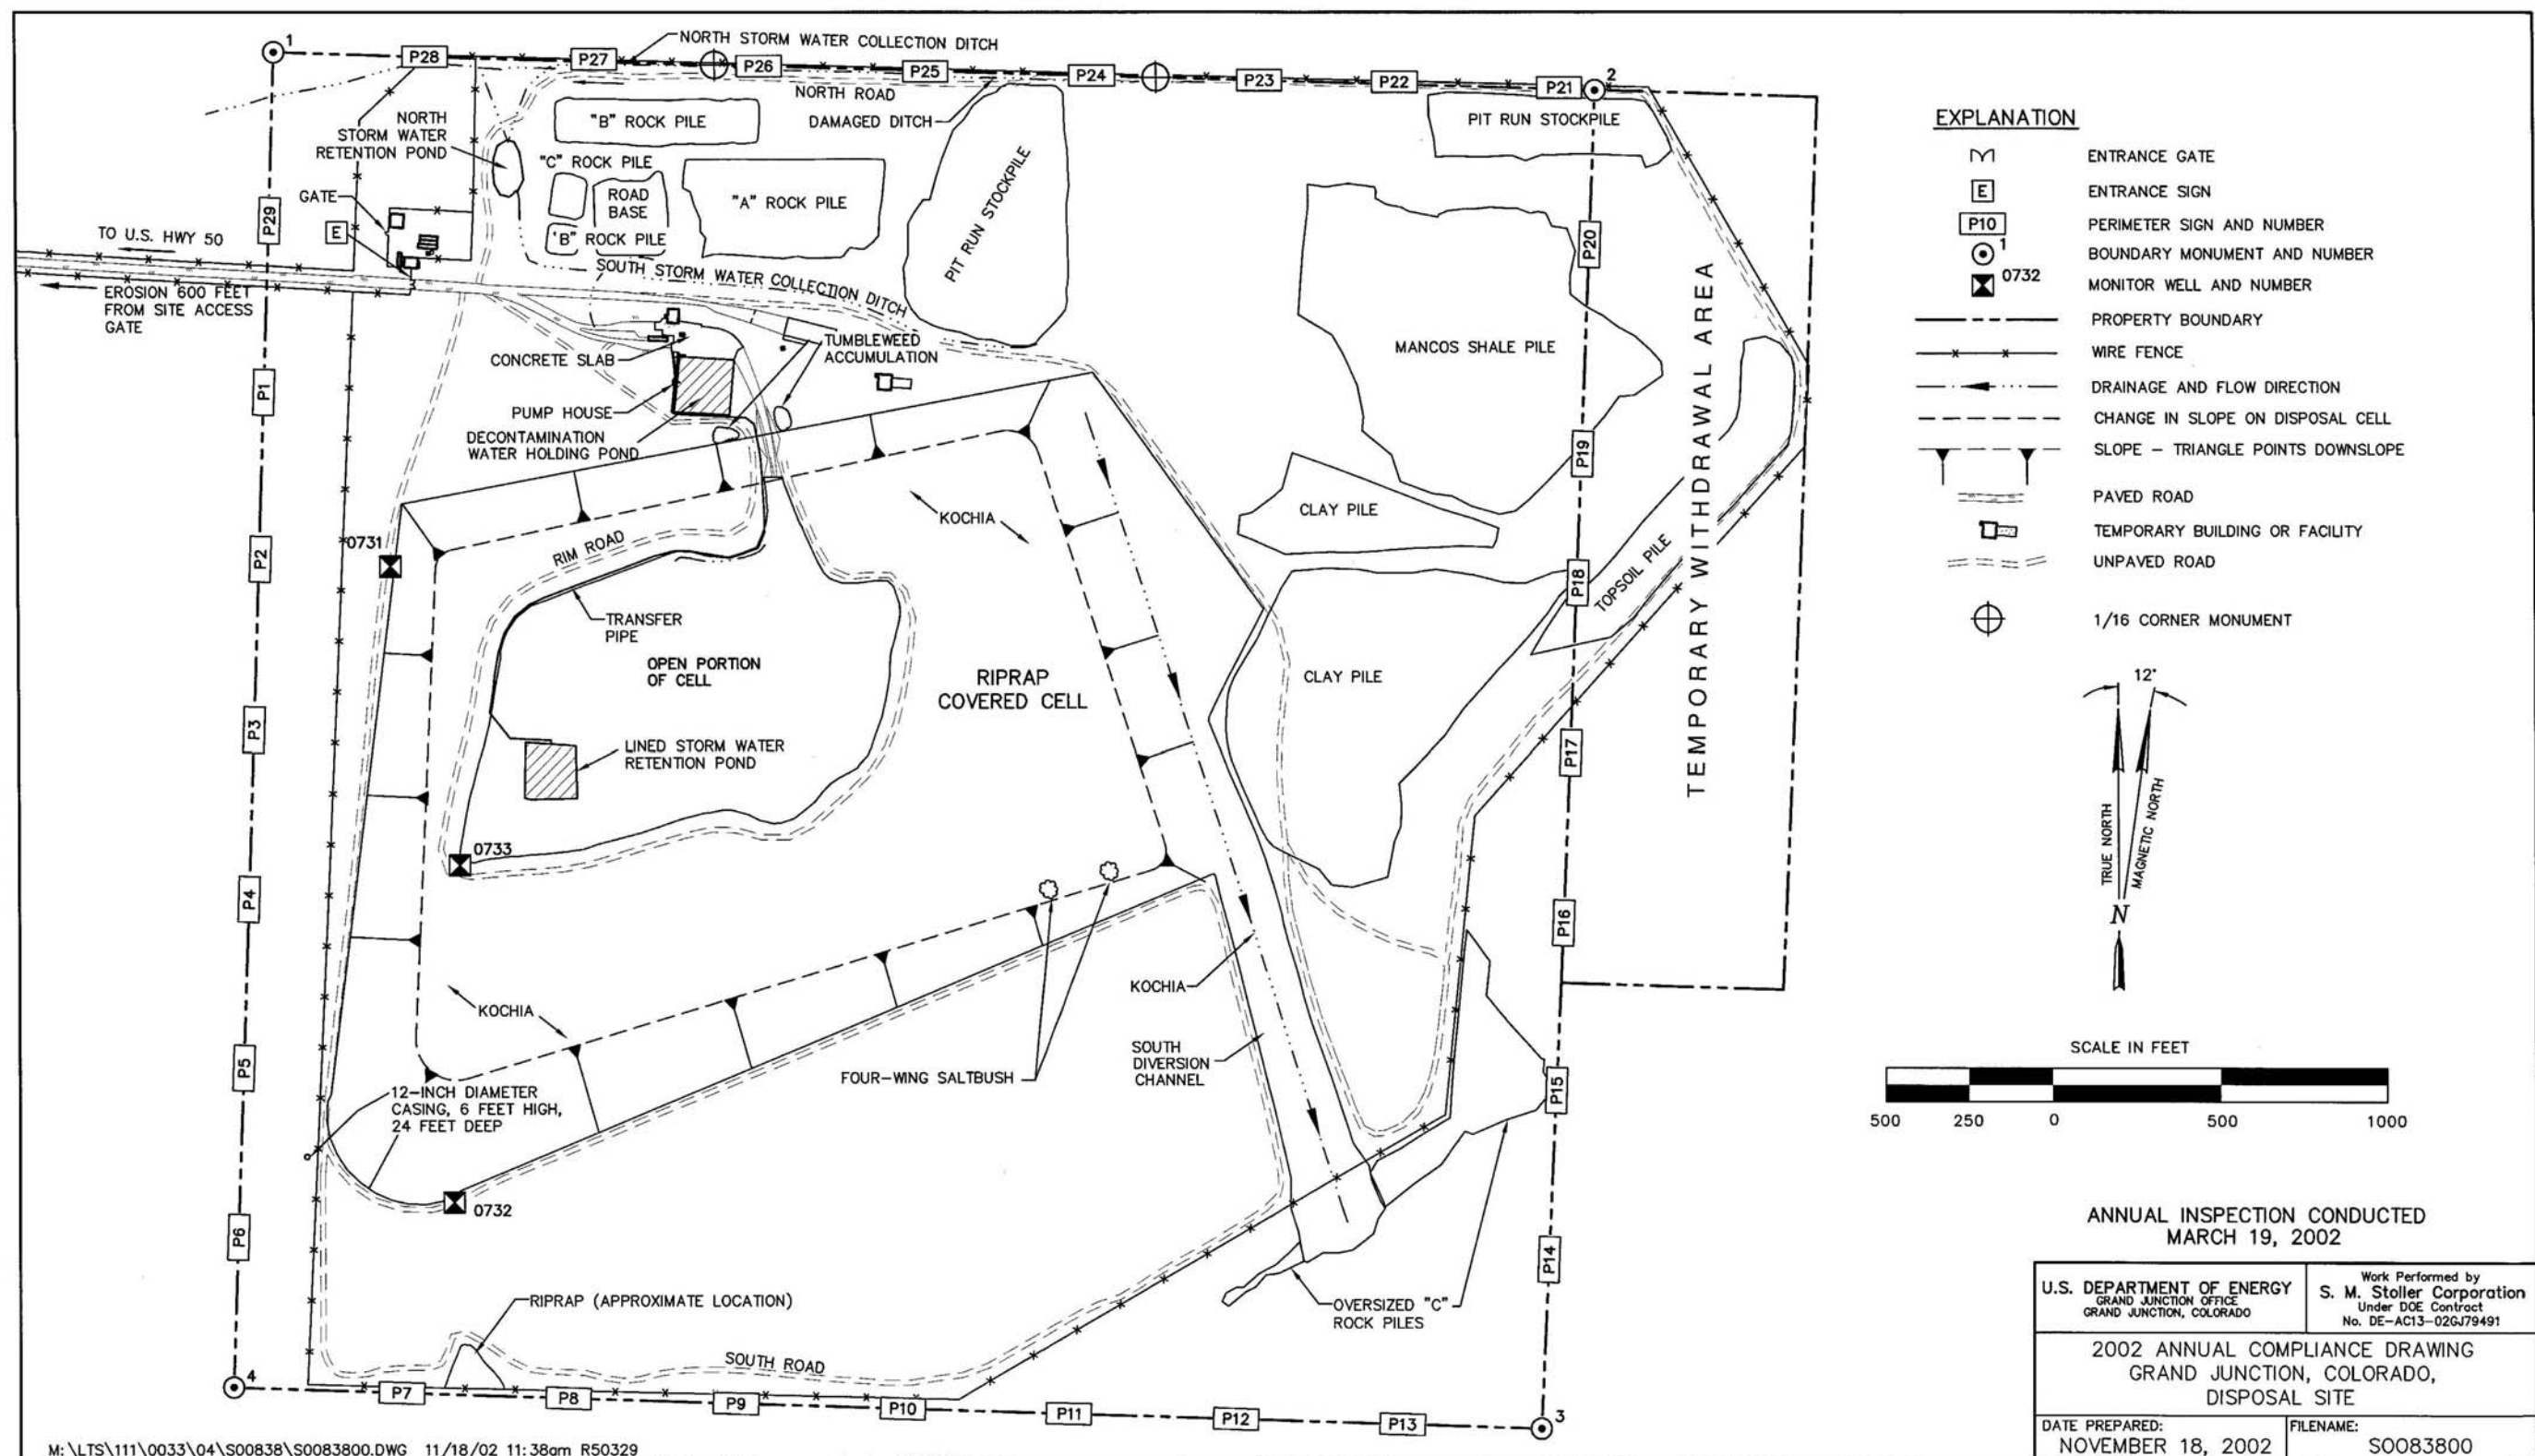 1
NORTH STORM WATER COLLECTION DITCH
P28
P27
P26
P25
P24
P23
P22
P21
2
NORTH ROAD
DAMAGED DITCH
"B" ROCK PILE
PIT RUN STOCKPILE
NORTH
STORM WATER
RETENTION POND
"C" ROCK PILE
ROAD
BASE
"A" ROCK PILE
'B" ROCK PILE
PIT RUN STOCKPILE
GATE
E
P29
P20
TO U.S. HWY 50
SOUTH STORM WATER COLLECTION DITCH
EROSION 600 FEET
FROM SITE ACCESS
GATE
CONCRETE SLAB
TUMBLEWEED
ACCUMULATION
MANCOS SHALE PILE
TEMPORARY WITHDRAWAL AREA
P1
PUMP HOUSE
DECONTAMINATION
WATER HOLDING POND
P19
CLAY PILE
KOCHIA
0731
P2
RIM ROAD
P18
TOPSOIL PILE
TRANSFER
PIPE
OPEN PORTION
OF CELL
RIPRAP
COVERED CELL
CLAY PILE
P3
P17
LINED STORM WATER
RETENTION POND
0733
P4
P16
KOCHIA
KOCHIA
P5
SOUTH
DIVERSION
CHANNEL
FOUR-WING SALTBUSH
P15
12-INCH DIAMETER
CASING, 6 FEET HIGH,
24 FEET DEEP
0732
P6
P14
RIPRAP (APPROXIMATE LOCATION)
OVERSIZED "C"
ROCK PILES
SOUTH ROAD
4
P7
P8
P9
P10
P11
P12
P13
3
M:\LTS\111\0033\04\S00838\S0083800.DWG 11/18/02 11:38am R50329
EXPLANATION
ENTRANCE GATE
E ENTRANCE SIGN
P10 PERIMETER SIGN AND NUMBER
1 BOUNDARY MONUMENT AND NUMBER
0732 MONITOR WELL AND NUMBER
PROPERTY BOUNDARY
WIRE FENCE
DRAINAGE AND FLOW DIRECTION
CHANGE IN SLOPE ON DISPOSAL CELL
SLOPE - TRIANGLE POINTS DOWNSLOPE
PAVED ROAD
TEMPORARY BUILDING OR FACILITY
UNPAVED ROAD
1/16 CORNER MONUMENT
12°
TRUE NORTH
MAGNETIC NORTH
N
SCALE IN FEET
500 250 0 500 1000
ANNUAL INSPECTION CONDUCTED
MARCH 19, 2002
U.S. DEPARTMENT OF ENERGY
GRAND JUNCTION OFFICE
GRAND JUNCTION, COLORADO
Work Performed by
S. M. Stoller Corporation
Under DOE Contract
No. DE-AC13-02GJ79491
2002 ANNUAL COMPLIANCE DRAWING
GRAND JUNCTION, COLORADO,
DISPOSAL SITE
DATE PREPARED:
NOVEMBER 18, 2002
FILENAME:
S0083800